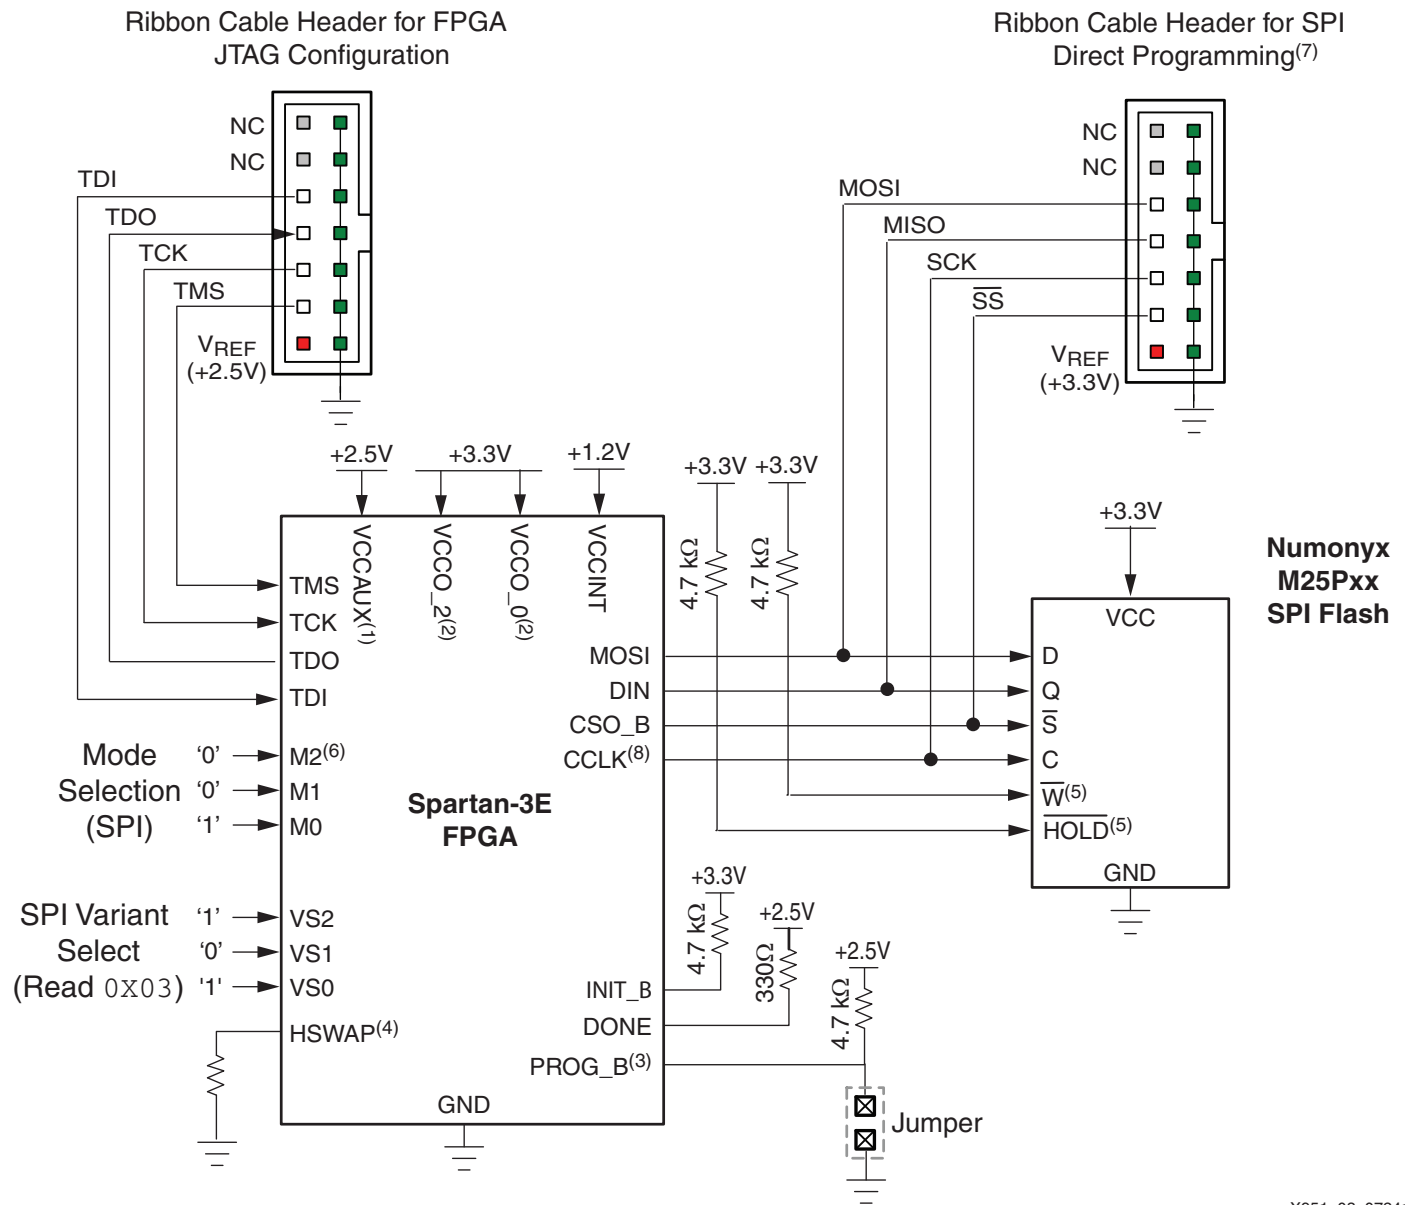 Ribbon Cable Header for FPGA
JTAG Configuration
Ribbon Cable Header for SPI
Direct Programming(7)
NC
NC
TDI
TDO
TCK
TMS
VREF
(+2.5V)
NC
NC
MOSI
MISO
SCK
SS
VREF
(+3.3V)
+2.5V
+3.3V
+1.2V
+3.3V
+3.3V
4.7 kΩ
4.7 kΩ
+3.3V
Numonyx
M25Pxx
SPI Flash
VCCAUX(1)
VCCO_2(2)
VCCO_0(2)
VCCINT
TMS
TCK
TDO
TDI
Mode
Selection
(SPI)
‘0’
‘0’
‘1’
M2(6)
M1
M0
Spartan-3E
FPGA
MOSI
DIN
CSO_B
CCLK(8)
VCC
D
Q
S
C
W(5)
HOLD(5)
GND
SPI Variant
Select
(Read 0X03)
‘1’
‘0’
'1'
VS2
VS1
VS0
HSWAP(4)
+3.3V
4.7 kΩ
+2.5V
330Ω
+2.5V
4.7 kΩ
INIT_B
DONE
PROG_B(3)
GND
Jumper